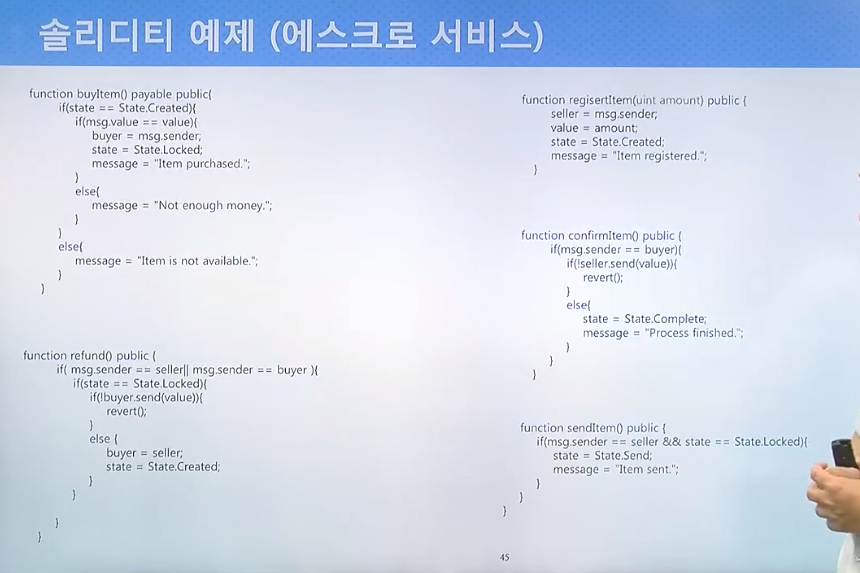 솔리디티 예제 (에스크로 서비스)
function buyItem() payable public{
if(state == State.Created){
if(msg.value == value){
buyer = msg.sender;
state = State.Locked;
message = "Item purchased.";
}
else{
message = "Not enough money.";
}
}
else{
message = "Item is not available.";
}
}
function refund() public {
if( msg.sender == seller|| msg.sender == buyer ){
if(state == State.Locked){
if(!buyer.send(value)){
revert();
}
else {
buyer = seller;
state = State.Created;
}
}
}
}
function regisertItem(uint amount) public {
seller = msg.sender;
value = amount;
state = State.Created;
message = "Item registered.";
}
function confirmItem() public {
if(msg.sender == buyer){
if(!seller.send(value)){
revert();
}
else{
state = State.Complete;
message = "Process finished.";
}
}
}
function sendItem() public {
if(msg.sender == seller && state == State.Locked){
state = State.Send;
message = "Item sent.";
}
}
}
45